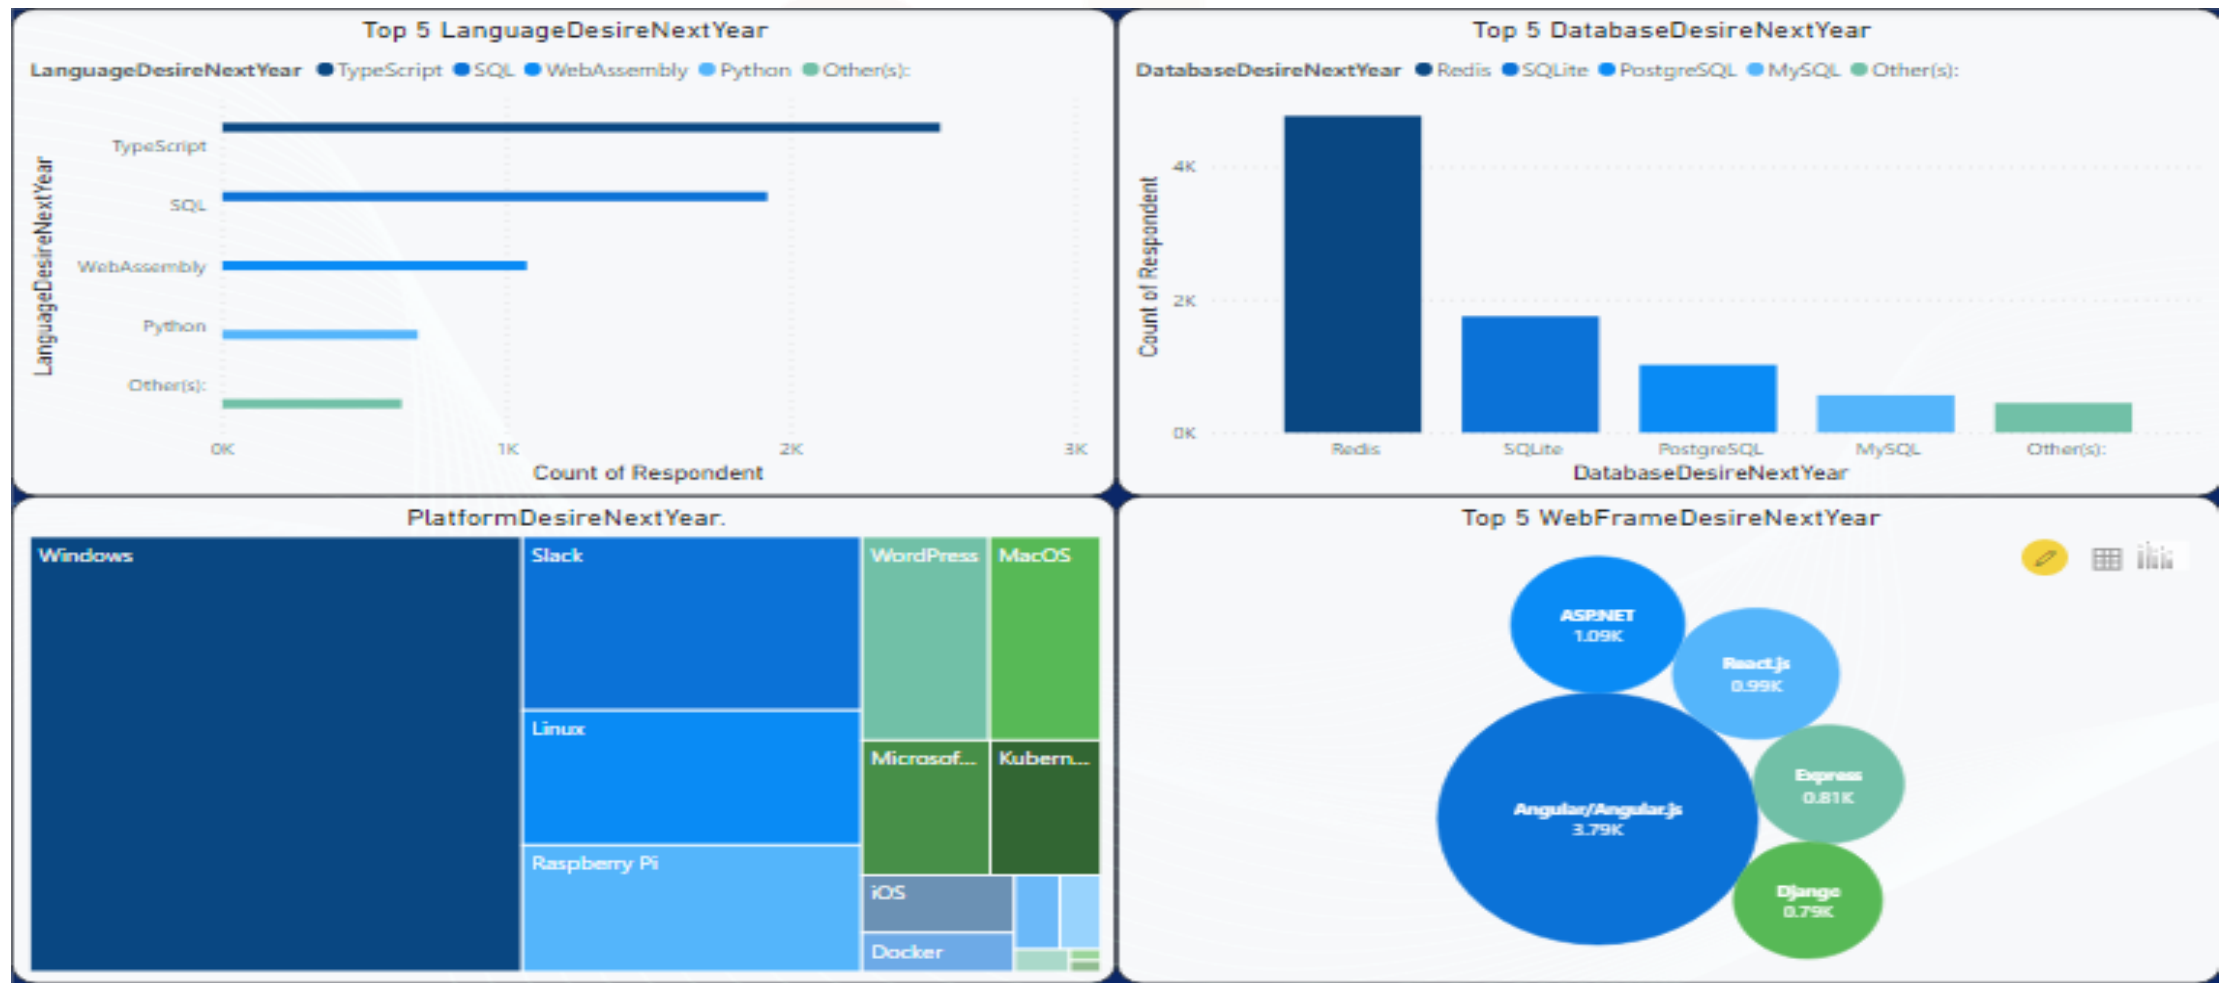 Top 5 LanguageDesireNextYear
LanguageDesireNextYear TypeScript SQL WebAssembly Python Other(s):
LanguageDesireNextYear
TypeScript
SQL
WebAssembly
Python
Other(s):
0K 1K 2K 3K
Count of Respondent
Top 5 DatabaseDesireNextYear
DatabaseDesireNextYear Redis SQLite PostgreSQL MySQL Other(s):
Count of Respondent
4K
2K
0K
Redis SQLite PostgreSQL MySQL Other(s):
DatabaseDesireNextYear
PlatformDesireNextYear.
Windows
Slack
Linux
Raspberry Pi
WordPress
MacOS
Microsof...
Kubern...
iOS
Docker
Top 5 WebFrameDesireNextYear
ASP.NET
1.09K
React.js
0.99K
Express
0.81K
Angular/Angular.js
3.79K
Django
0.79K